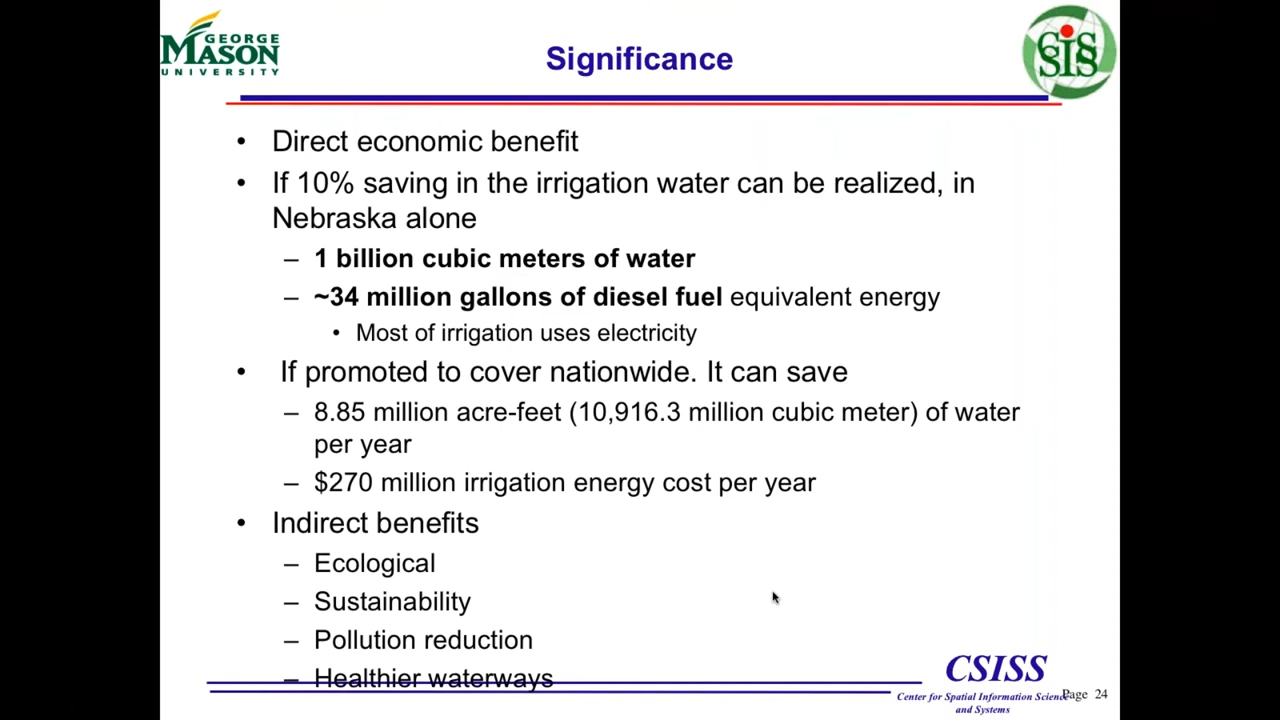 GEORGE
MASON
UNIVERSITY
Significance
CSISS
• Direct economic benefit
• If 10% saving in the irrigation water can be realized, in
Nebraska alone
– 1 billion cubic meters of water
– ~34 million gallons of diesel fuel equivalent energy
• Most of irrigation uses electricity
• If promoted to cover nationwide. It can save
– 8.85 million acre-feet (10,916.3 million cubic meter) of water
per year
– $270 million irrigation energy cost per year
• Indirect benefits
– Ecological
– Sustainability
– Pollution reduction
– Healthier waterways
CSISS
Center for Spatial Information Science
and Systems
Page 24